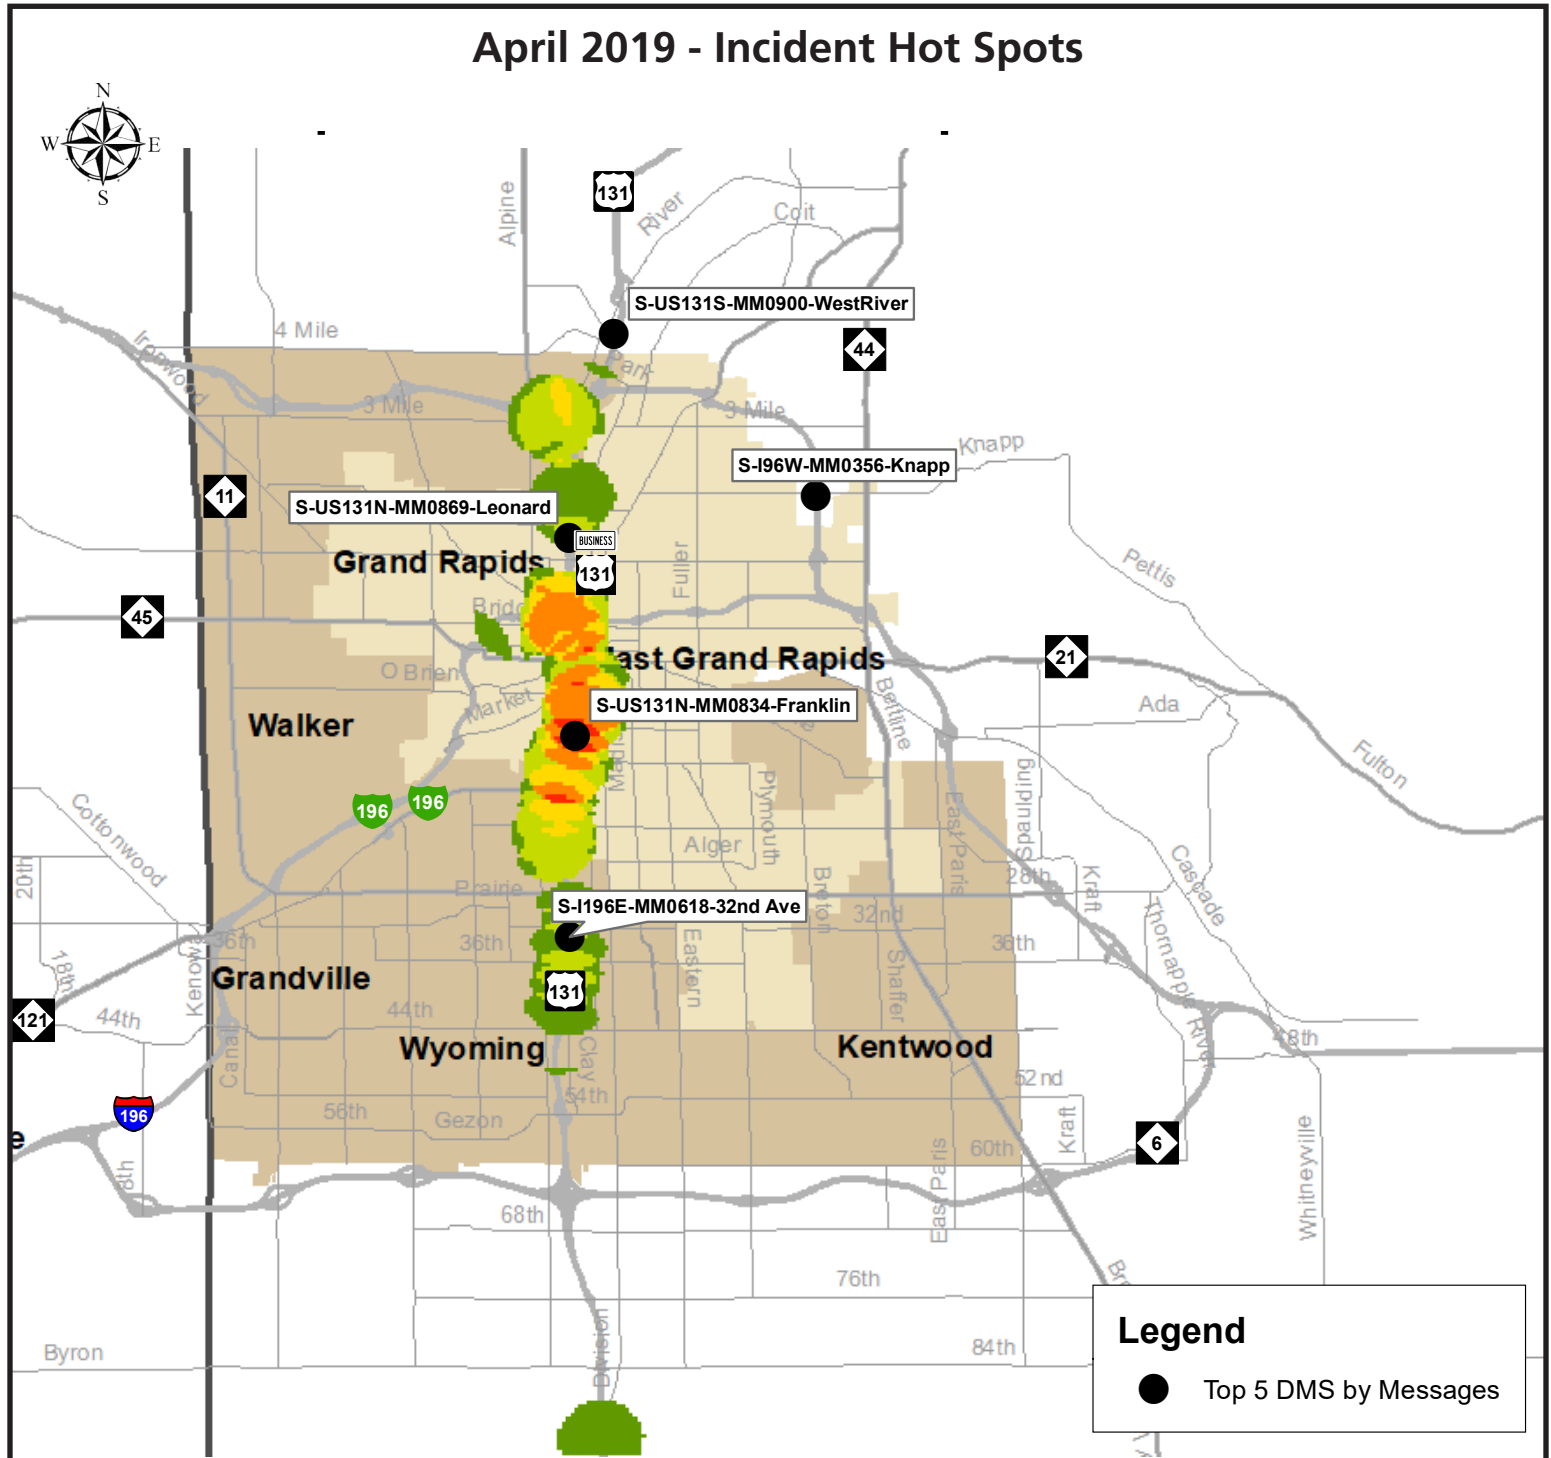 April 2019 - Incident Hot Spots
N
W E
S
131
Alpine
River
Coit
S-US131S-MM0900-WestRiver
4 Mile
Ironwood
44
Park
3 Mile
3 Mile
Knapp
S-I96W-MM0356-Knapp
11
S-US131N-MM0869-Leonard
BUSINESS
131
Grand Rapids
Fuller
Pettis
45
O Brien
ast Grand Rapids
21
Market
S-US131N-MM0834-Franklin
Beltline
Ada
Walker
Fulton
196
196
Plymouth
Spaulding
East Paris
Cottonwood
Alger
Cascade
20th
Prairie
Breton
28th
Kraft
S-I196E-MM0618-32nd Ave
32nd
Thornapple River
36th
36th
36th
Eastern
18th
Kenowa
Shaffer
Grandville
131
121
44th
44th
48th
Wyoming
Kentwood
Canal
Clay
52nd
54th
196
56th
Gezon
Kraft
60th
6
e
8th
East Paris
Whitneyville
68th
76th
Division
Byron
84th
Legend
Top 5 DMS by Messages